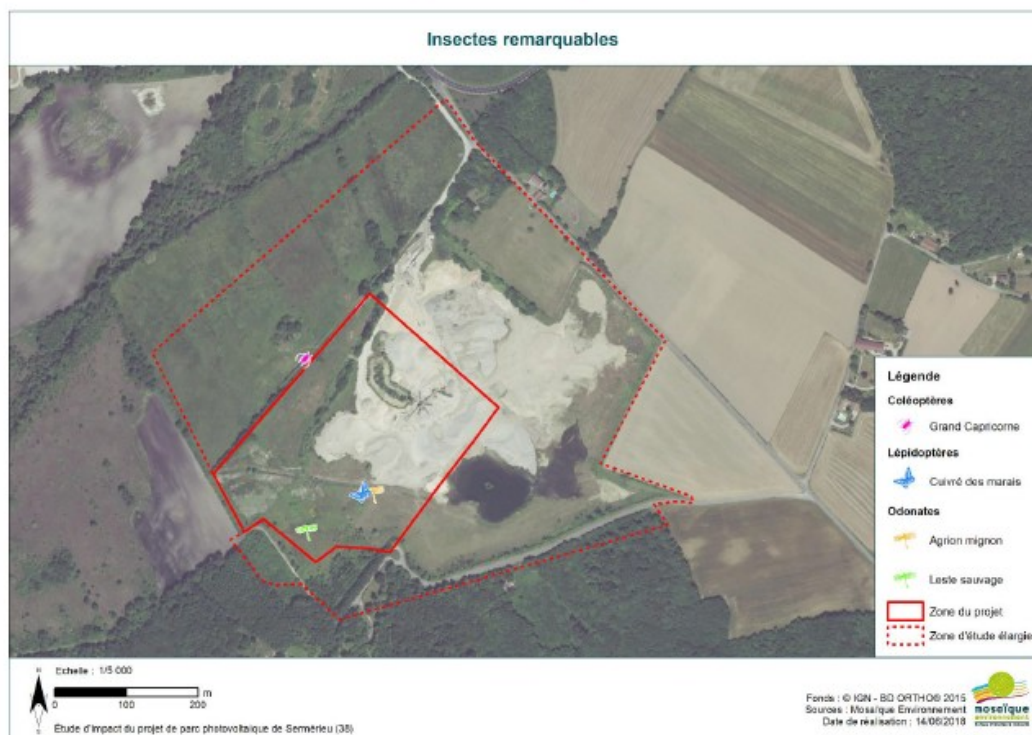 Insectes remarquables
Légende
Coléoptères
Grand Capricorne
Lépidoptères
Cuivré des marais
Odonates
Agrion mignon
Leste sauvage
Zone du projet
Zone d'étude élargie
N
Echelle : 1/5 000
m
0 100 200
Étude d'impact du projet de parc photovoltaïque de Sermérieu (38)
Fonds : © IGN - BD ORTHO® 2015
Sources : Mosaïque Environnement
Date de réalisation : 14/06/2018
mosaïque
environnement